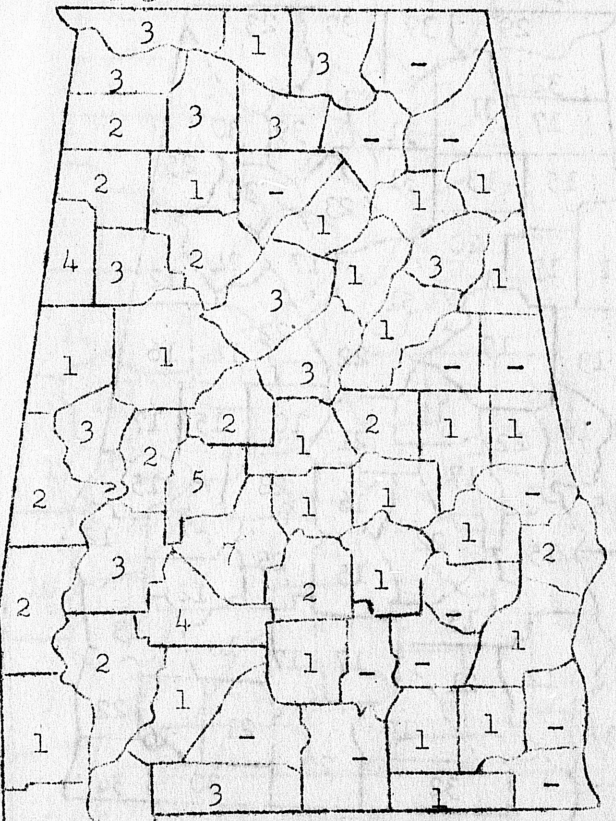 3 1 3 -
3
2 3 3 - -
2 1 - 1 1 1
4 3 2 3 1 3 1
1 1 3 1 - -
3 2 1 2 1 1
2 2 5 1 1 -
3 7 1 2
2 4 2 1 -
2 1 - - 1
1 1 - - 1 1 -
3 1 -